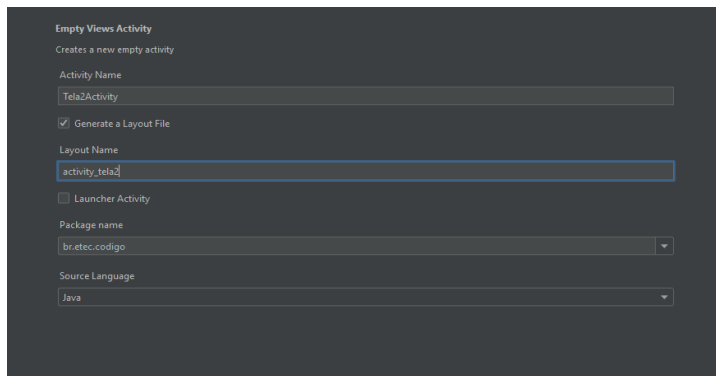 Empty Views Activity
Creates a new empty activity
Activity Name
Tela2Activity
Generate a Layout File
Layout Name
activity_tela2
Launcher Activity
Package name
br.etec.codigo
Source Language
Java